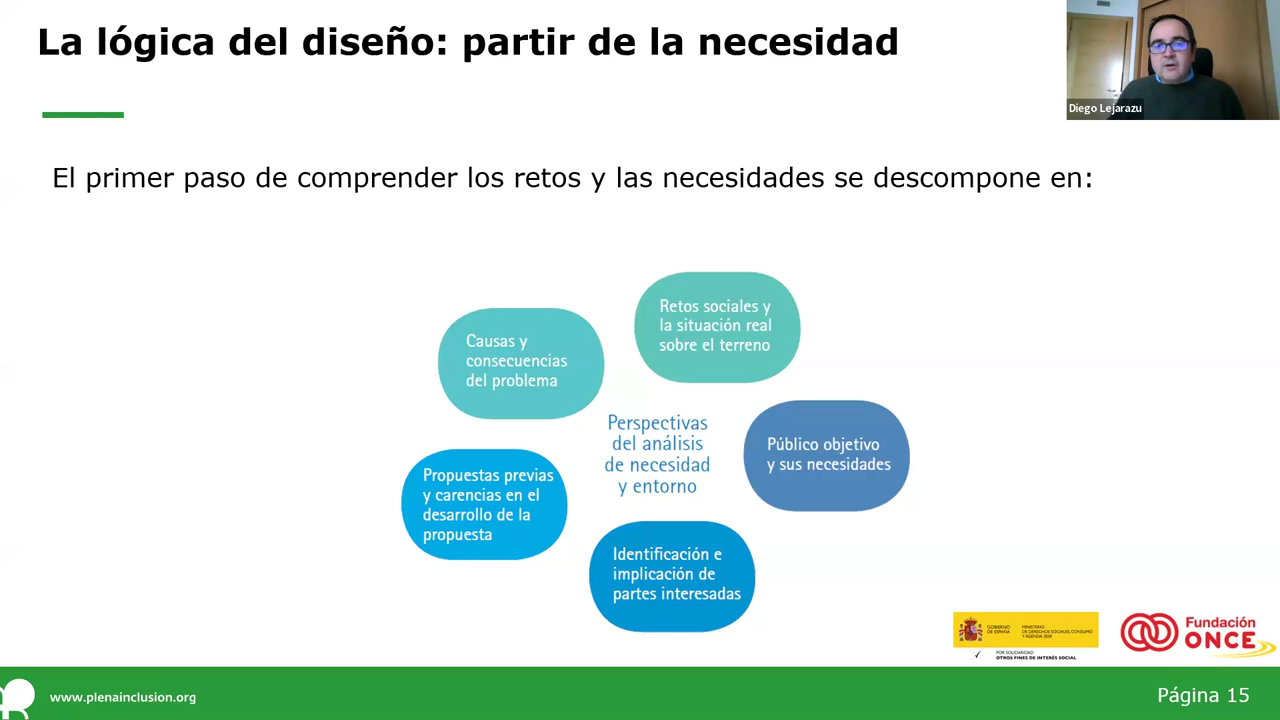 La lógica del diseño: partir de la necesidad
Diego Lejarazu
El primer paso de comprender los retos y las necesidades se descompone en:
Retos sociales y
la situación real
sobre el terreno
Causas y
consecuencias
del problema
Perspectivas
del análisis
de necesidad
y entorno
Público objetivo
y sus necesidades
Propuestas previas
y carencias en el
desarrollo de la
propuesta
Identificación e
implicación de
partes interesadas
GOBIERNO
DE ESPAÑA
MINISTERIO
DE DERECHOS SOCIALES, CONSUMO
Y AGENDA 2030
POR SOLIDARIDAD
OTROS FINES DE INTERÉS SOCIAL
Fundación
ONCE
www.plenainclusion.org
Página 15